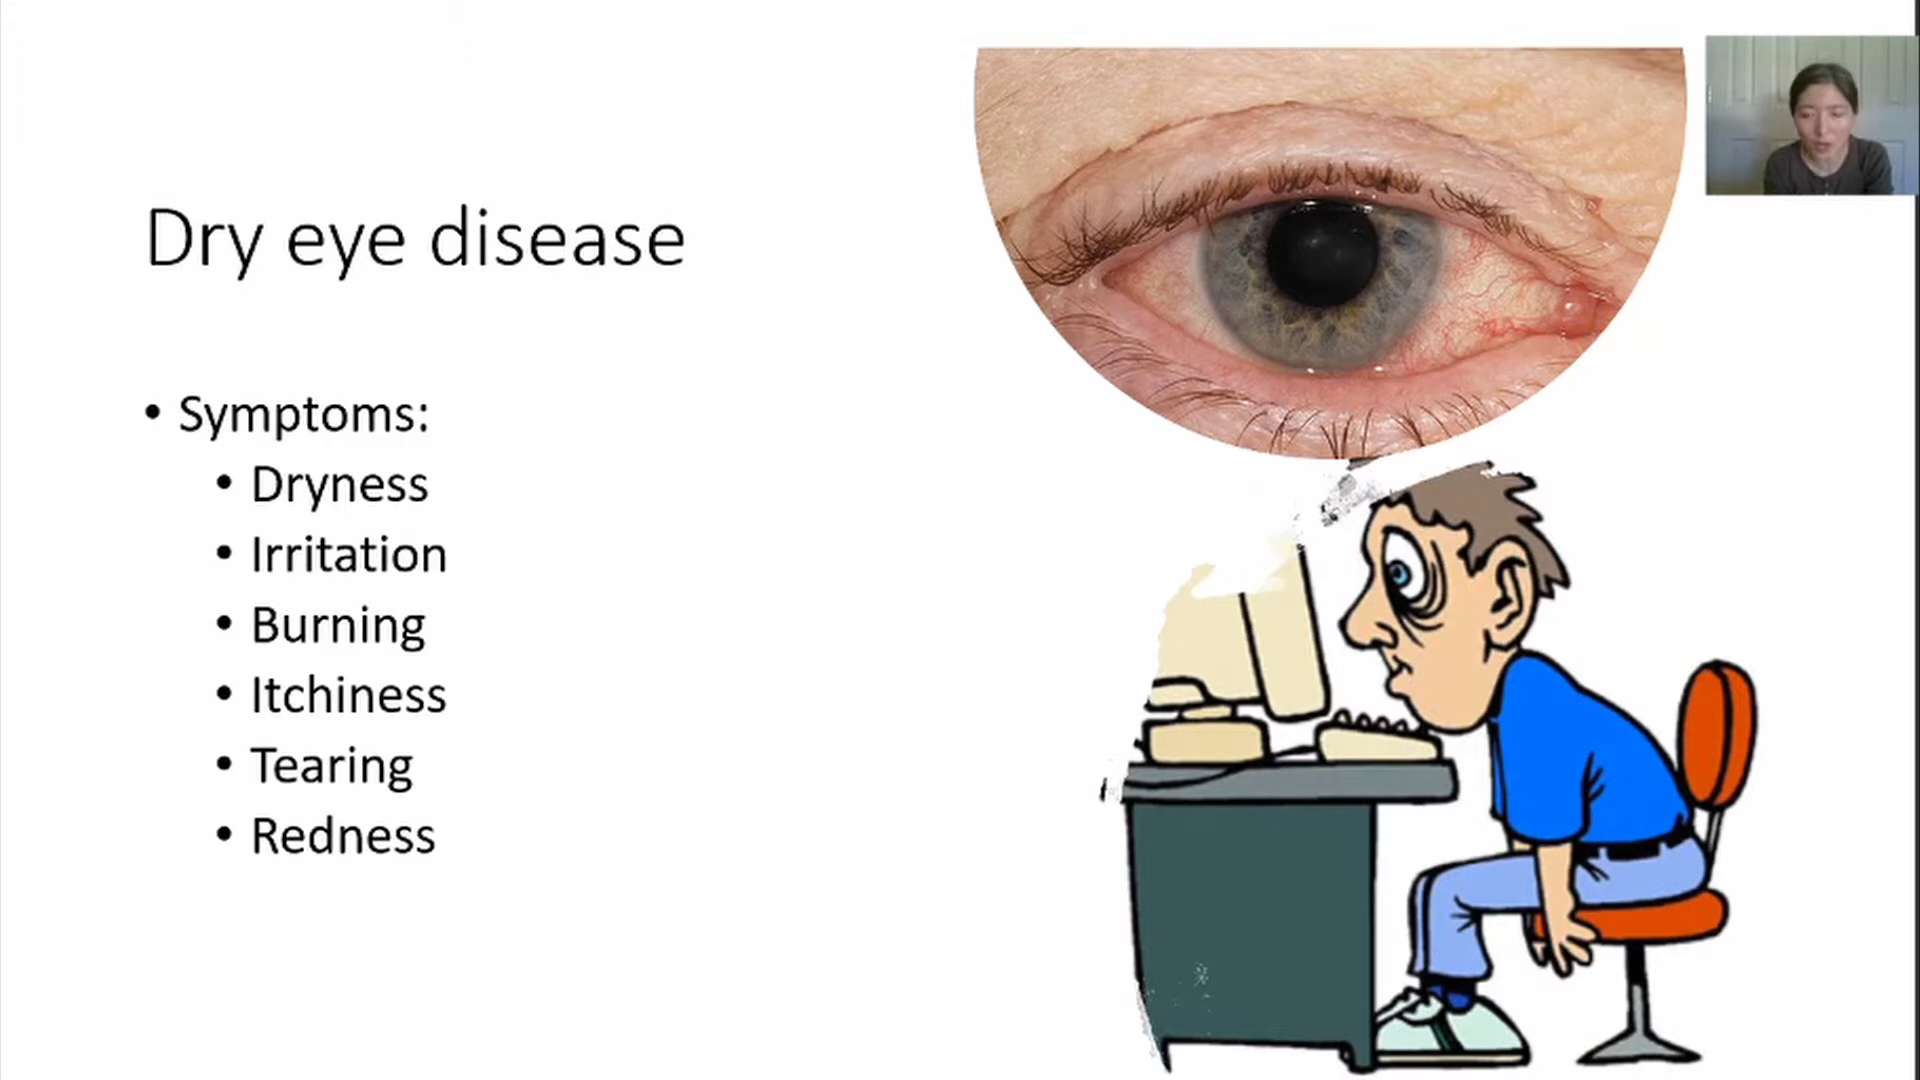 Dry eye disease
• Symptoms:
• Dryness
• Irritation
• Burning
• Itchiness
• Tearing
• Redness